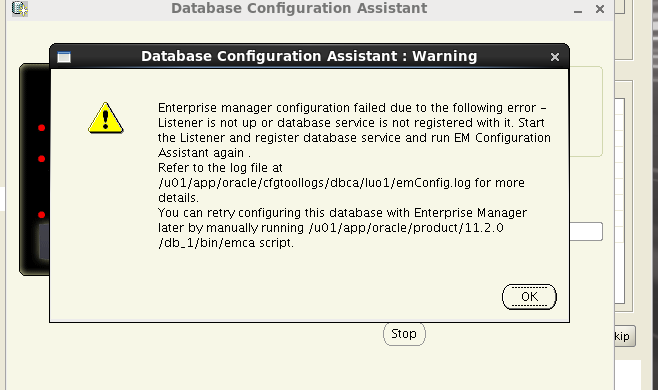 Database Configuration Assistant
Database Configuration Assistant : Warning
Enterprise manager configuration failed due to the following error -
Listener is not up or database service is not registered with it. Start
the Listener and register database service and run EM Configuration
Assistant again .
Refer to the log file at
/u01/app/oracle/cfgtoollogs/dbca/luo1/emConfig.log for more
details.
You can retry configuring this database with Enterprise Manager
later by manually running /u01/app/oracle/product/11.2.0
/db_1/bin/emca script.
OK
Stop
kip